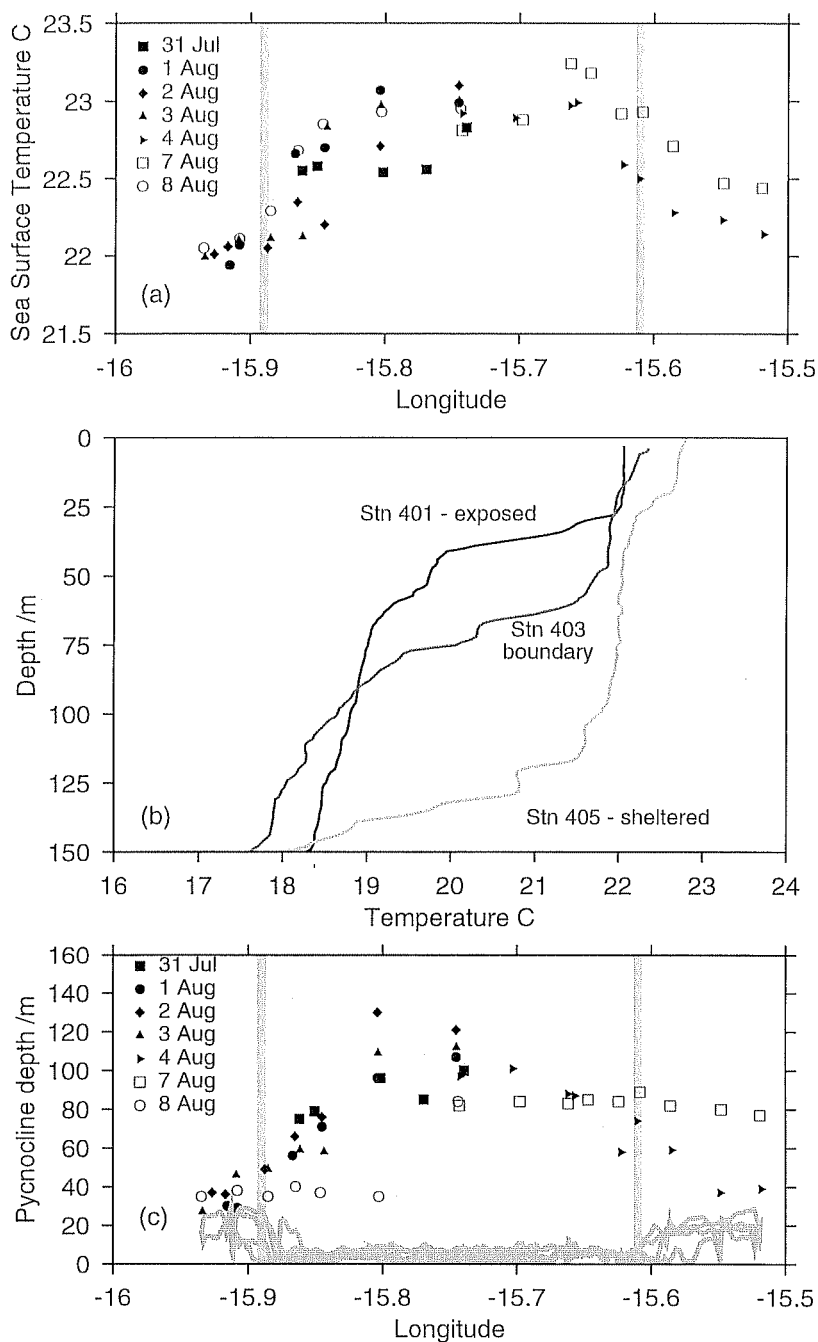 Sea Surface Temperature C
23.5
23
22.5
22
21.5
31 Jul
1 Aug
2 Aug
3 Aug
4 Aug
7 Aug
8 Aug
(a)
-16 -15.9 -15.8 -15.7 -15.6 -15.5
Longitude
Depth /m
0
25
50
75
100
125
150
Stn 401 - exposed
Stn 403
boundary
Stn 405 - sheltered
(b)
16 17 18 19 20 21 22 23 24
Temperature C
Pycnocline depth /m
160
140
120
100
80
60
40
20
0
31 Jul
1 Aug
2 Aug
3 Aug
4 Aug
7 Aug
8 Aug
(c)
-16 -15.9 -15.8 -15.7 -15.6 -15.5
Longitude